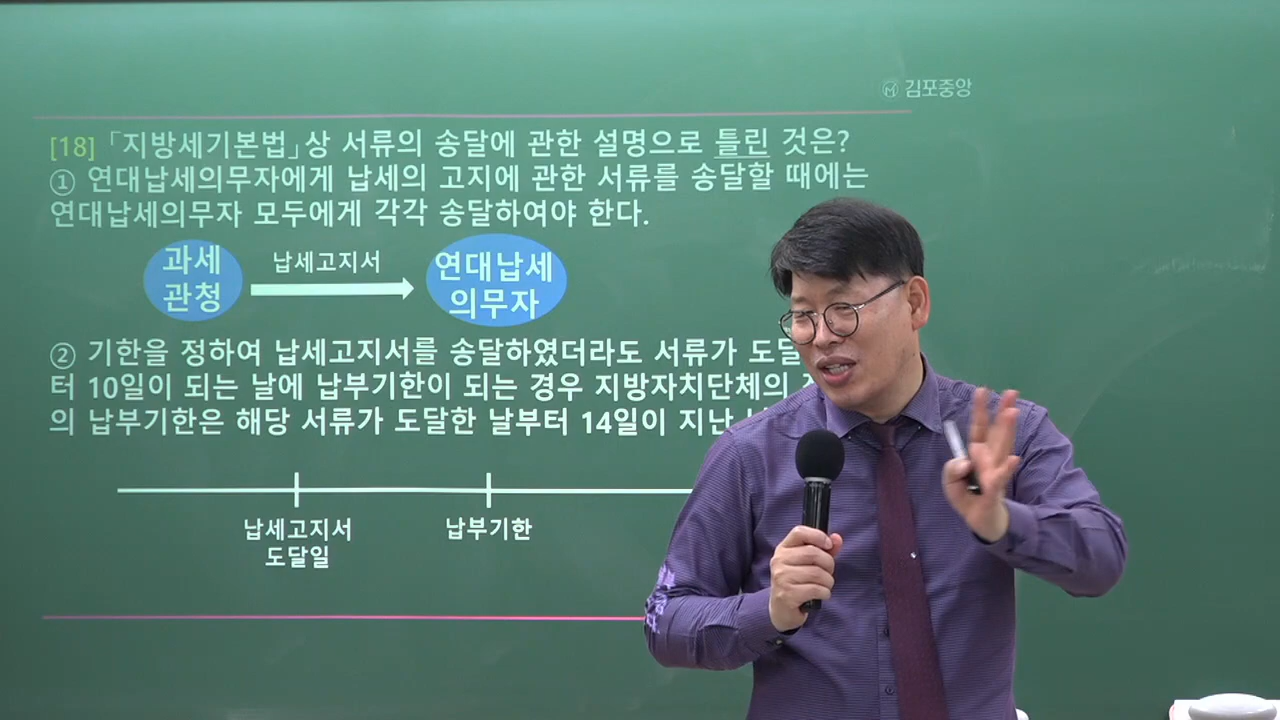 김포중앙
[18] 「지방세기본법」상 서류의 송달에 관한 설명으로 틀린 것은?
① 연대납세의무자에게 납세의 고지에 관한 서류를 송달할 때에는
연대납세의무자 모두에게 각각 송달하여야 한다.
과세
관청
납세고지서
연대납세
의무자
② 기한을 정하여 납세고지서를 송달하였더라도 서류가
터 10일이 되는 날에 납부기한이 되는 경우 지방자치단체의
의 납부기한은 해당 서류가 도달한 날부터 14일이 지난
납세고지서
도달일
납부기한